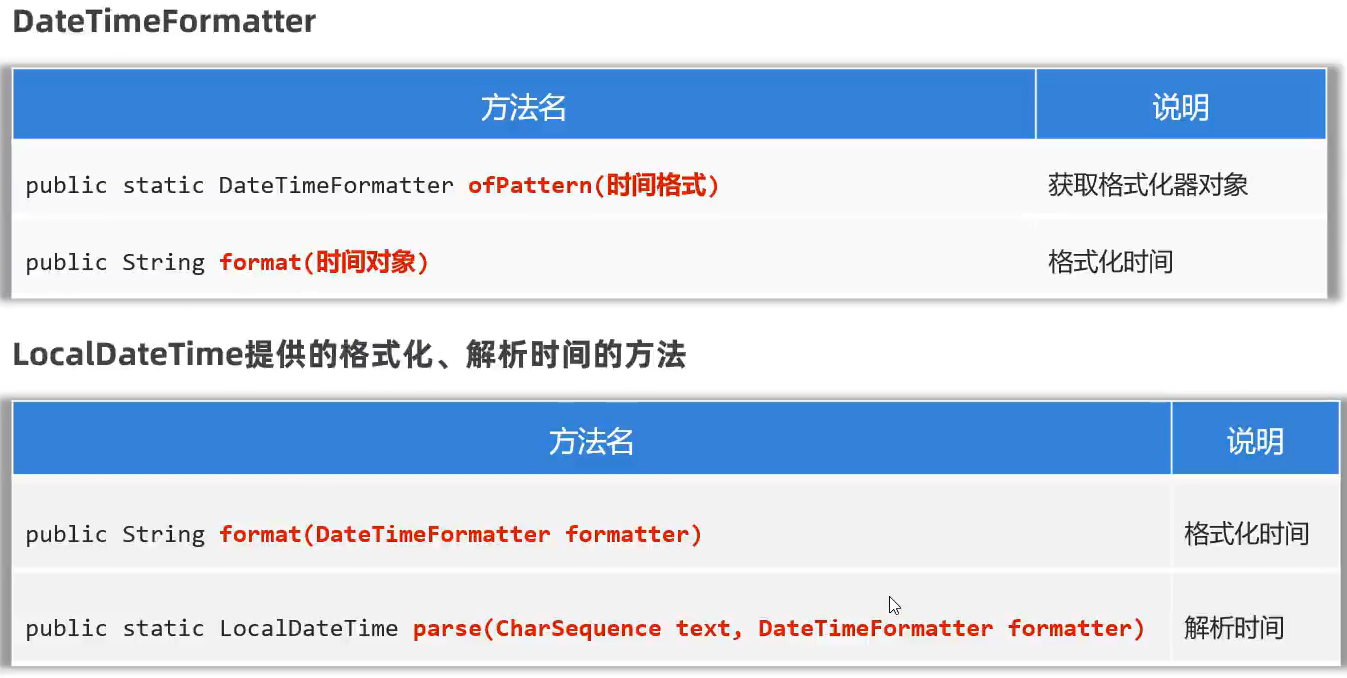 DateTimeFormatter
方法名 说明
public static DateTimeFormatter ofPattern(时间格式) 获取格式化器对象
public String format(时间对象) 格式化时间
LocalDateTime提供的格式化、解析时间的方法
方法名 说明
public String format(DateTimeFormatter formatter) 格式化时间
public static LocalDateTime parse(CharSequence text, DateTimeFormatter formatter) 解析时间